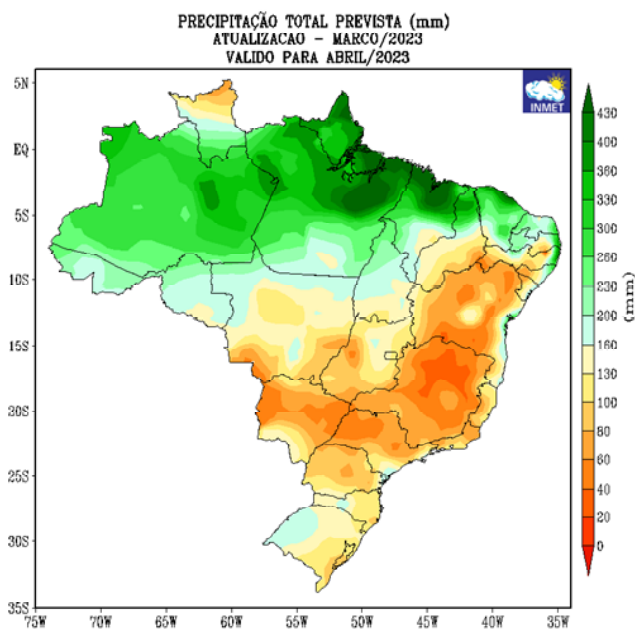 PRECIPITAÇÃO TOTAL PREVISTA (mm)
ATUALIZACAO - MARCO/2023
VALIDO PARA ABRIL/2023
INMET
5N
EQ
5S
10S
15S
20S
25S
30S
35S
75W
70W
65W
60W
55W
50W
45W
40W
35W
430
400
360
330
300
260
230
200
160
130
100
80
60
40
20
0
(mm)